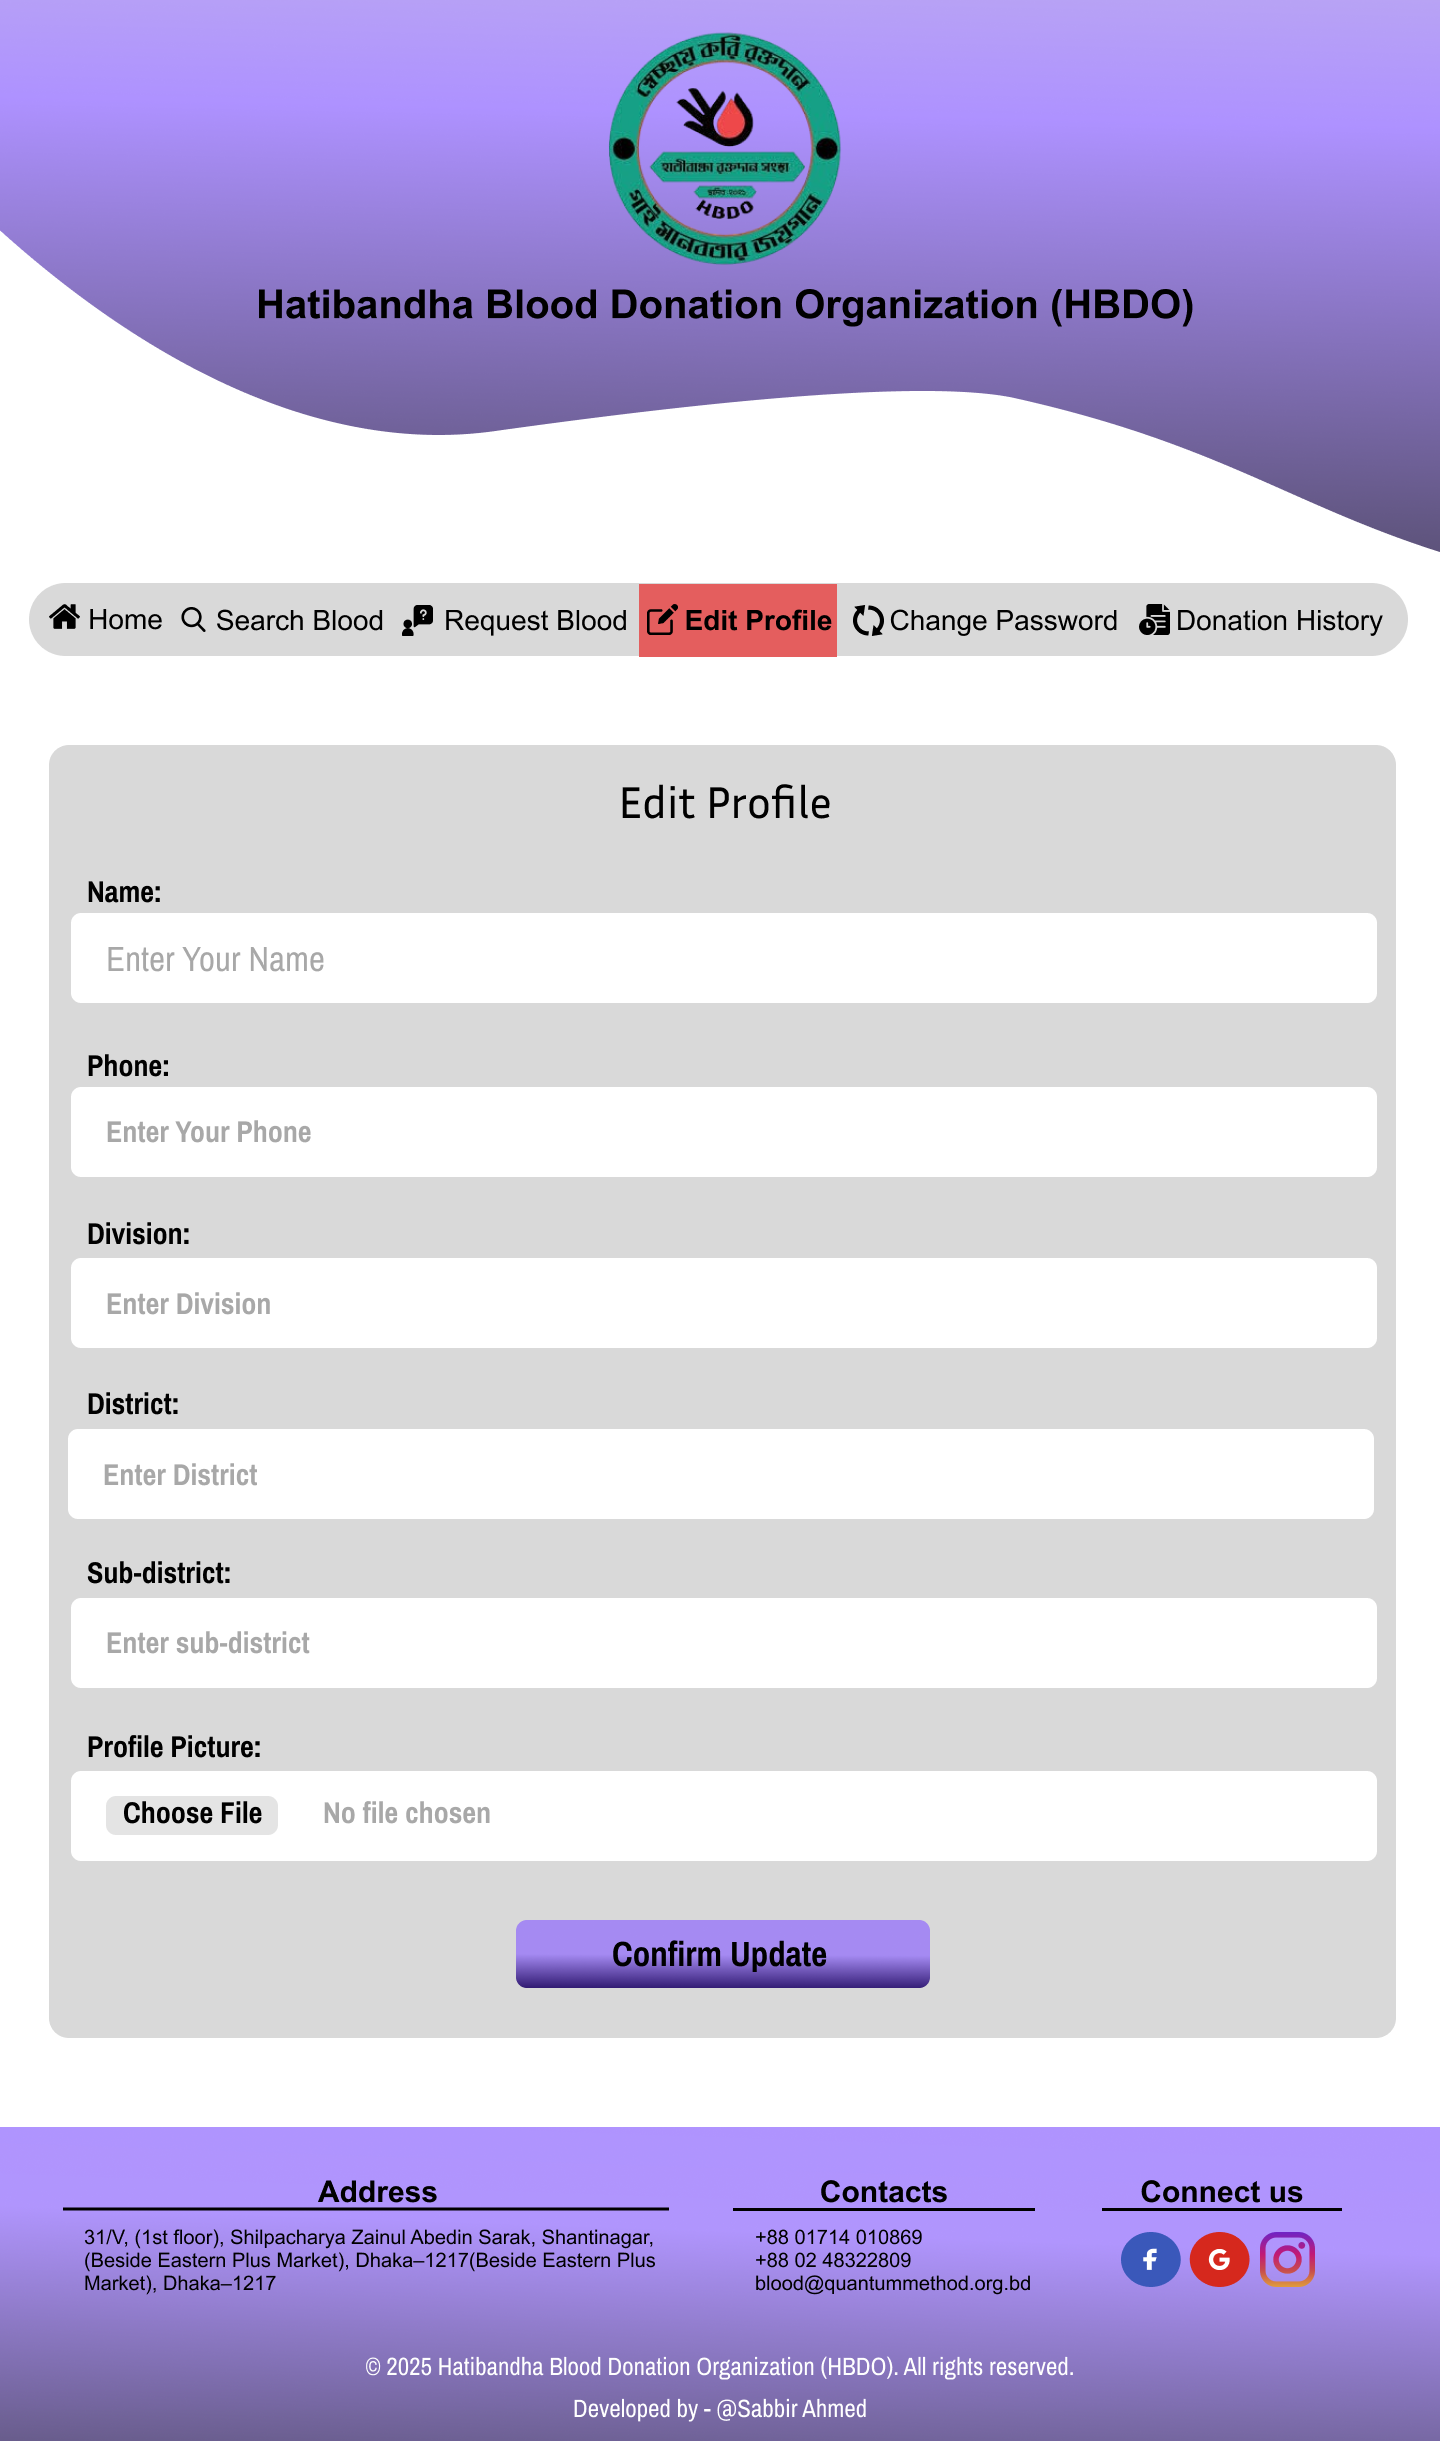 স্বেচ্ছায় করি রক্তদান
হাতীবান্ধা রক্তদান সংস্থা
HBDO
গাই মানবতার জয়গান
Hatibandha Blood Donation Organization (HBDO)
Home Search Blood Request Blood Edit Profile Change Password Donation History
Edit Profile
Name:
Enter Your Name
Phone:
Enter Your Phone
Division:
Enter Division
District:
Enter District
Sub-district:
Enter sub-district
Profile Picture:
Choose File No file chosen
Confirm Update
Address
31/V, (1st floor), Shilpacharya Zainul Abedin Sarak, Shantinagar,
(Beside Eastern Plus Market), Dhaka–1217(Beside Eastern Plus
Market), Dhaka–1217
Contacts
+88 01714 010869
+88 02 48322809
blood@quantummethod.org.bd
Connect us
© 2025 Hatibandha Blood Donation Organization (HBDO). All rights reserved.
Developed by - @Sabbir Ahmed